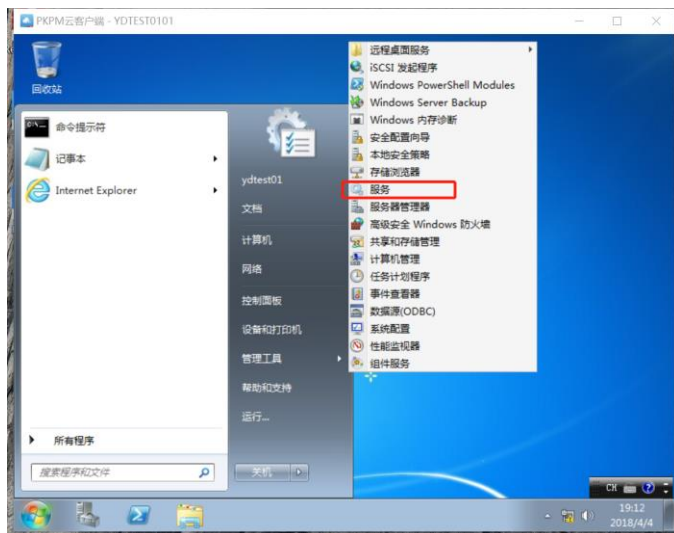 PKPM云客户端 - YDTEST0101
回收站
命令提示符
记事本
Internet Explorer
所有程序
搜索程序和文件
ydtest01
文档
计算机
网络
控制面板
设备和打印机
管理工具
帮助和支持
运行...
关机
远程桌面服务
iSCSI 发起程序
Windows PowerShell Modules
Windows Server Backup
Windows 内存诊断
安全配置向导
本地安全策略
存储浏览器
服务
服务器管理器
高级安全 Windows 防火墙
共享和存储管理
计算机管理
任务计划程序
事件查看器
数据源(ODBC)
系统配置
性能监视器
组件服务
CH
19:12
2018/4/4